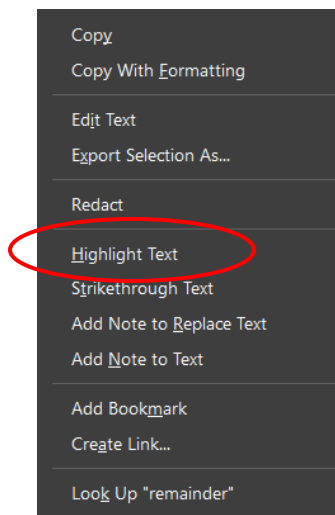 Copy
Copy With Formatting
Edit Text
Export Selection As...
Redact
Highlight Text
Strikethrough Text
Add Note to Replace Text
Add Note to Text
Add Bookmark
Create Link...
Look Up "remainder"